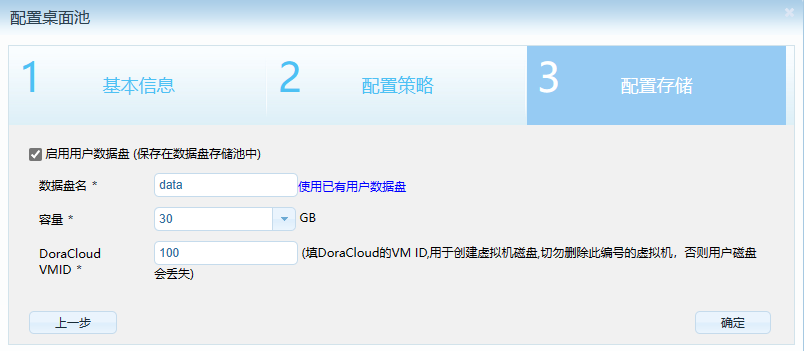 配置桌面池
1 基本信息
2 配置策略
3 配置存储
启用用户数据盘 (保存在数据盘存储池中)
数据盘名 * data 使用已有用户数据盘
容量 * 30 GB
DoraCloud VMID * 100 (填DoraCloud的VM ID,用于创建虚拟机磁盘,切勿删除此编号的虚拟机，否则用户磁盘
会丢失)
上一步 确定